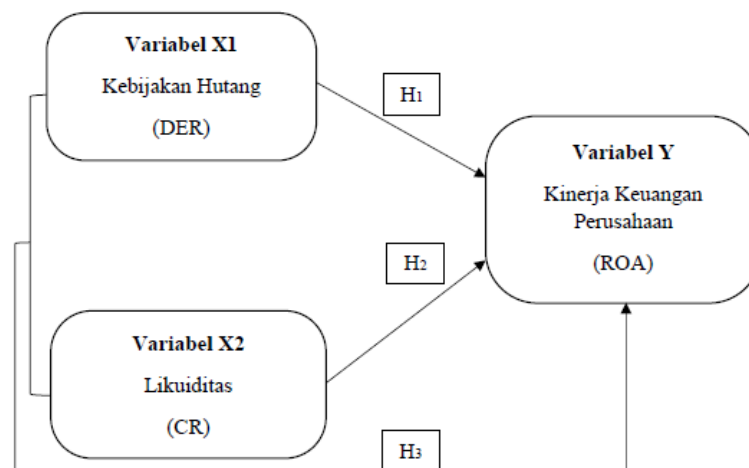 Variabel X1
Kebijakan Hutang
(DER)
H1
Variabel Y
Kinerja Keuangan
Perusahaan
(ROA)
H2
Variabel X2
Likuiditas
(CR)
H3